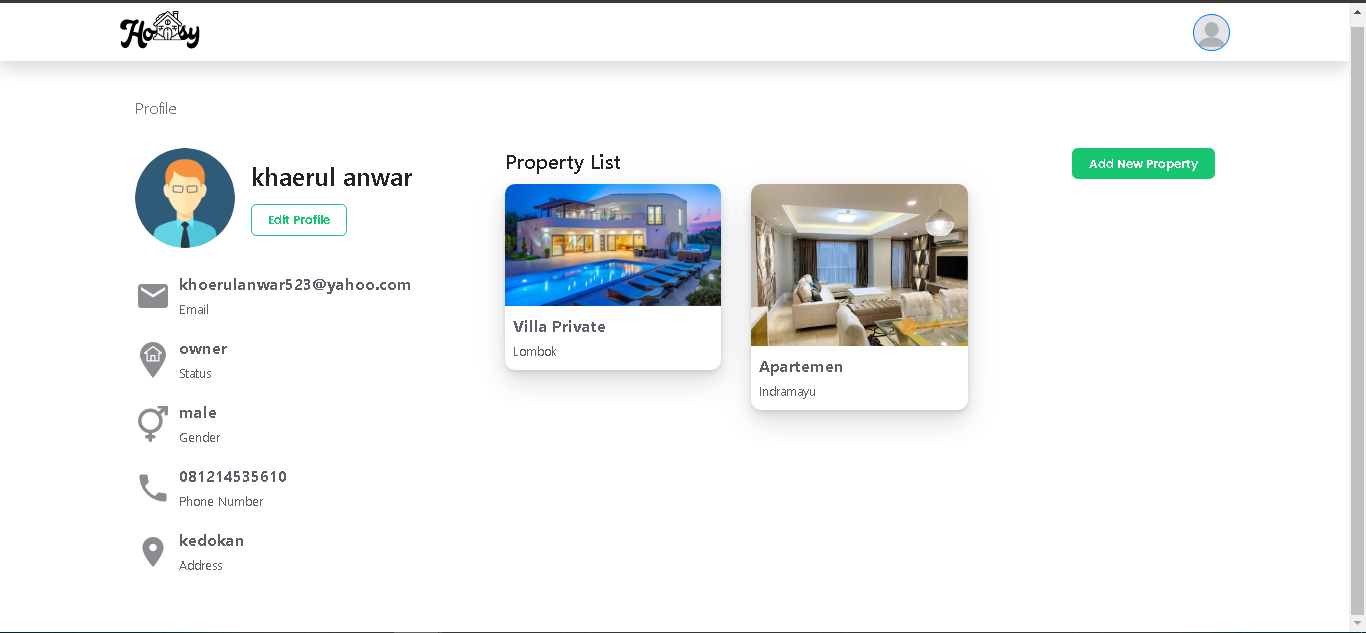 Housy
Profile
khaerul anwar
Edit Profile
khoerulanwar523@yahoo.com
Email
owner
Status
male
Gender
081214535610
Phone Number
kedokan
Address
Property List
Add New Property
Villa Private
Lombok
Apartemen
Indramayu